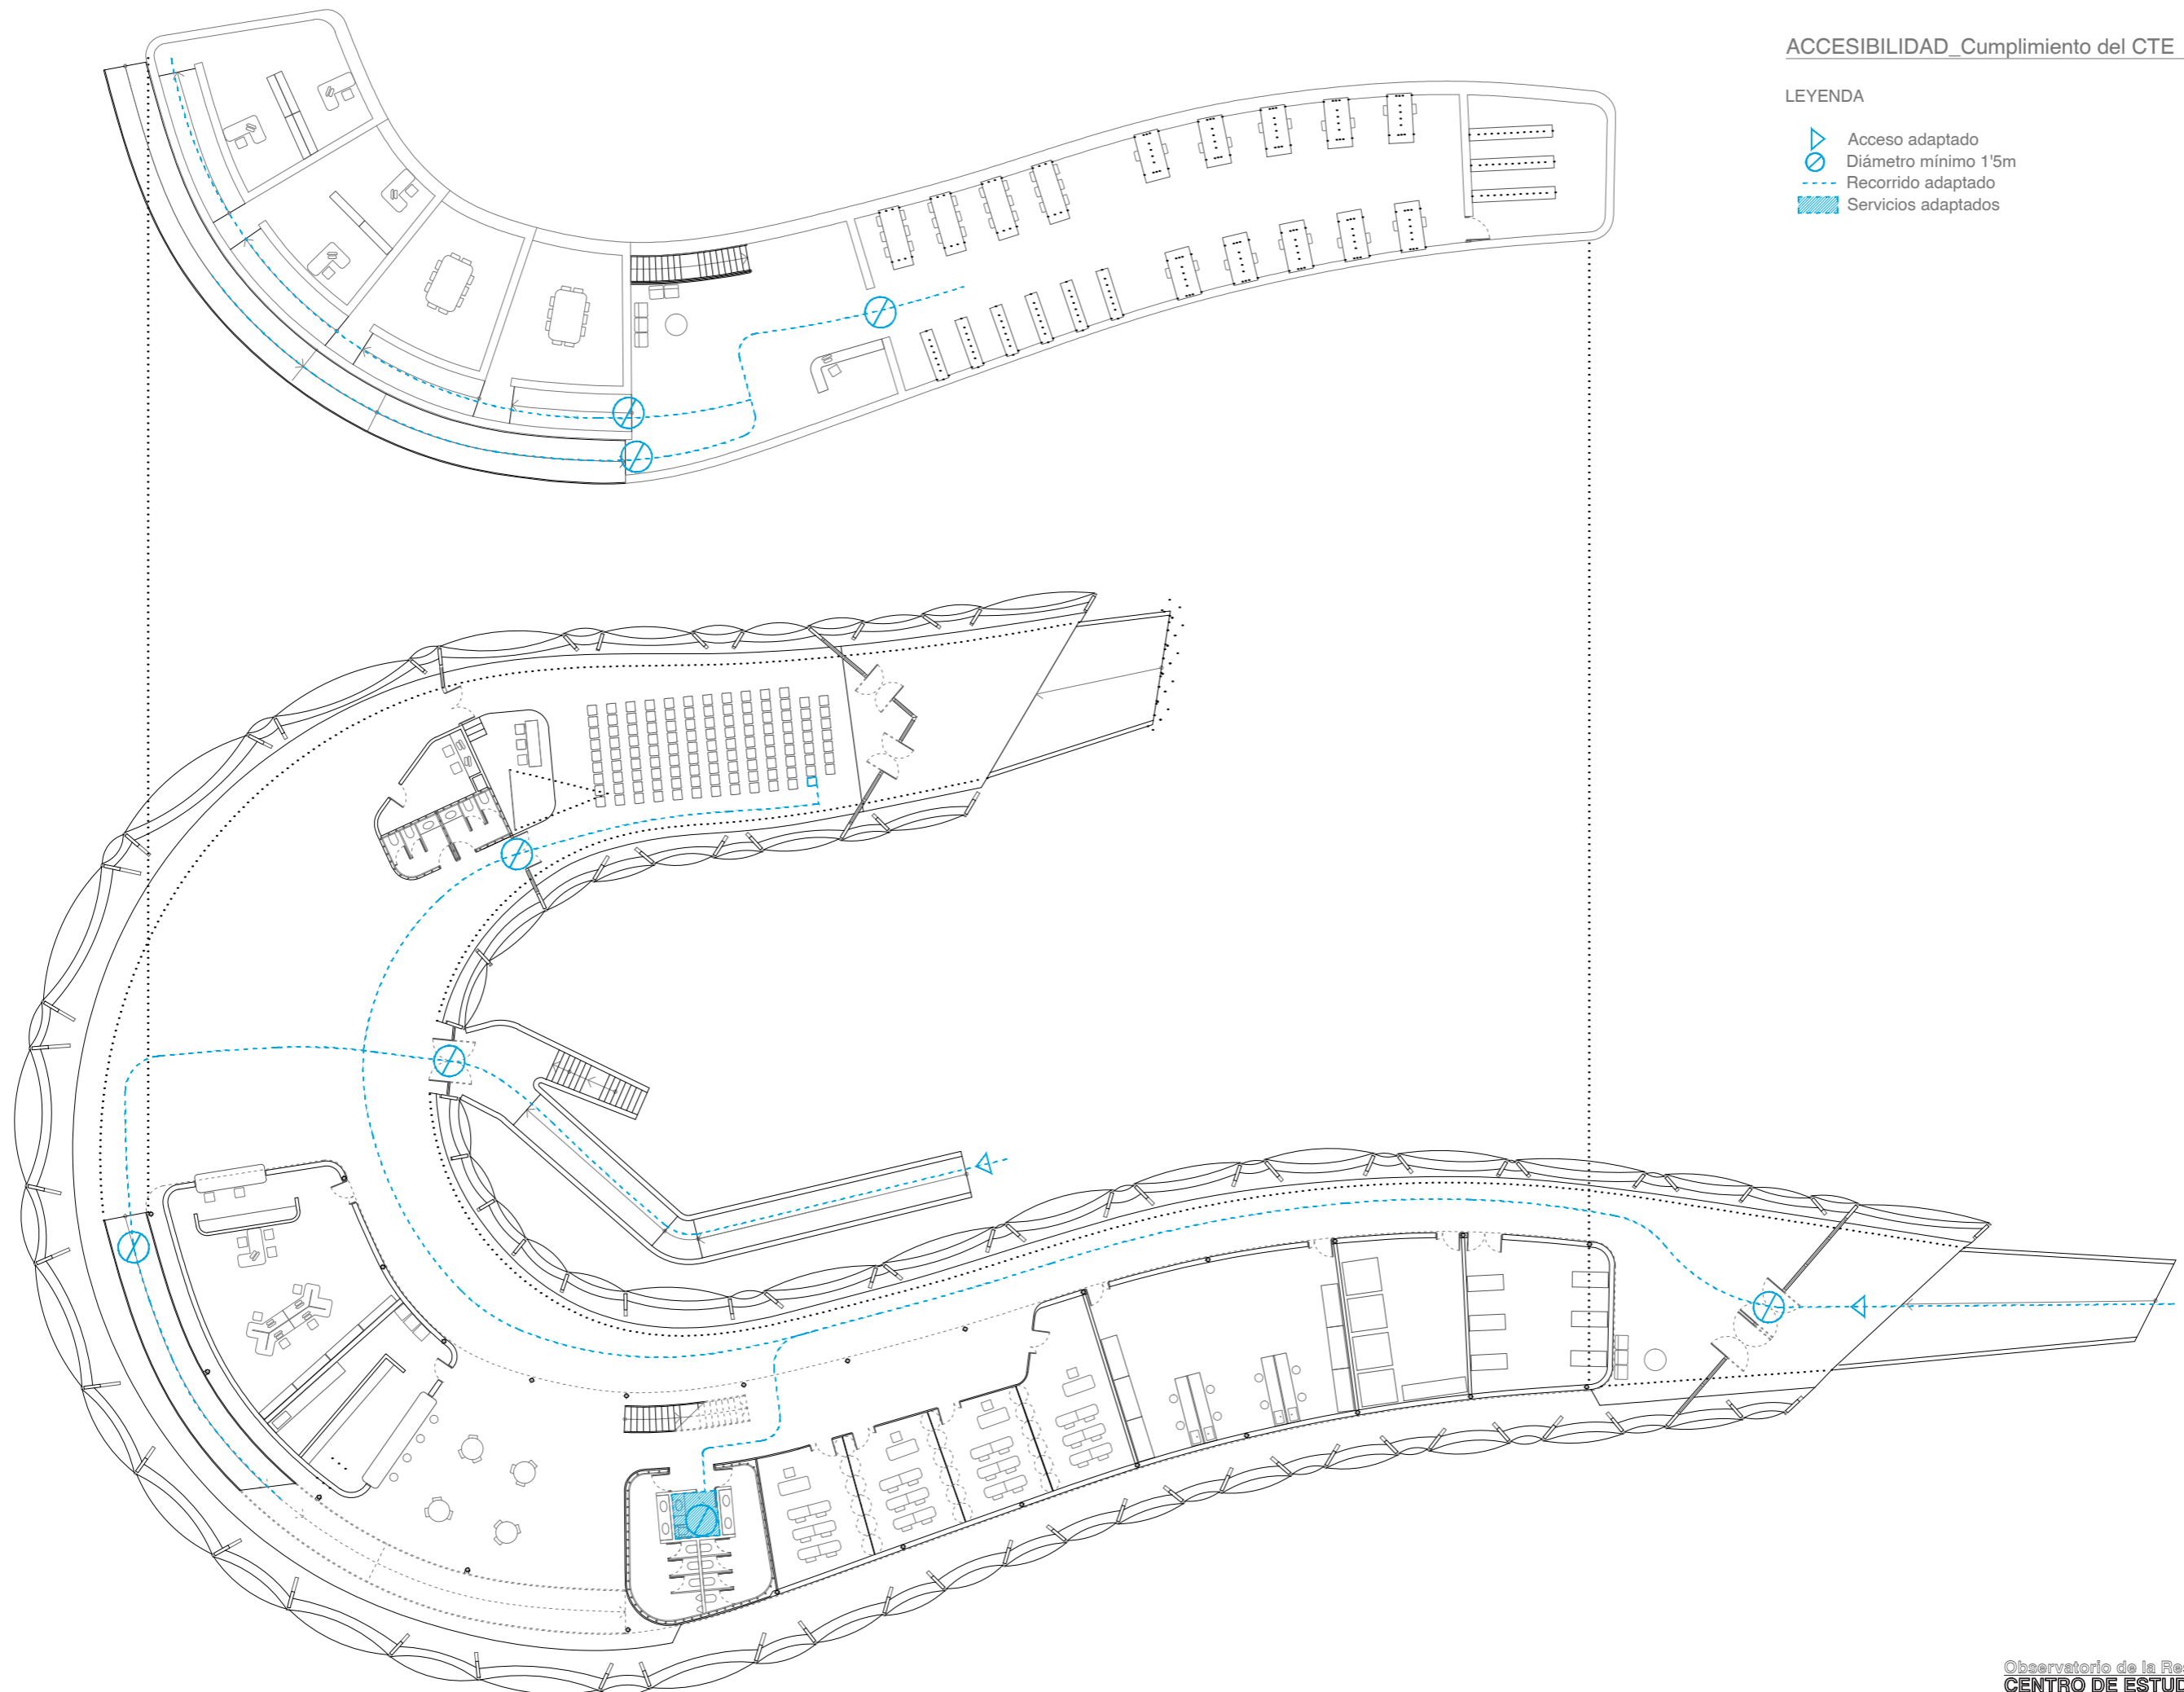 ACCESIBILIDAD_Cumplimiento del CTE
LEYENDA
Acceso adaptado
Diámetro mínimo 1'5m
Recorrido adaptado
Servicios adaptados
Observatorio de la Re
CENTRO DE ESTUD